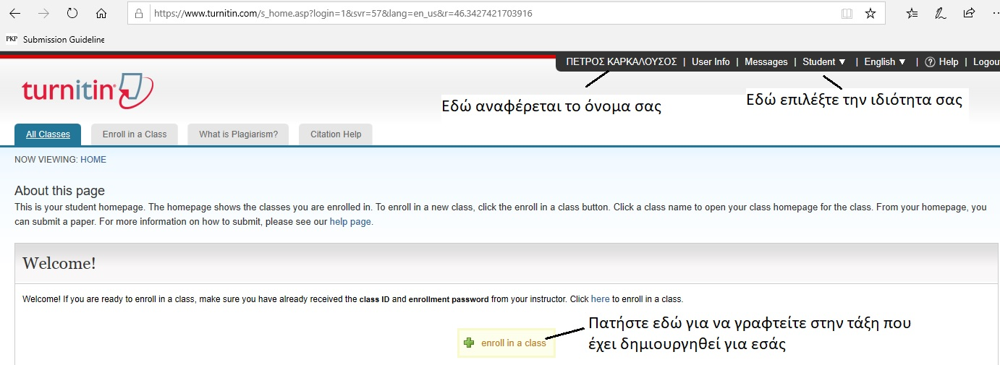 https://www.turnitin.com/s_home.asp?login=1&svr=57&lang=en_us&r=46.3427421703916
PKP Submission Guideline
ΠΕΤΡΟΣ ΚΑΡΚΑΛΟΥΣΟΣ | User Info | Messages | Student ▼ | English ▼ | ? Help | Logou
turnitin
Εδώ αναφέρεται το όνομα σας
Εδώ επιλέξτε την ιδιότητα σας
All Classes Enroll in a Class What is Plagiarism? Citation Help
NOW VIEWING: HOME
About this page
This is your student homepage. The homepage shows the classes you are enrolled in. To enroll in a new class, click the enroll in a class button. Click a class name to open your class homepage for the class. From your homepage, you
can submit a paper. For more information on how to submit, please see our help page.
Welcome!
Welcome! If you are ready to enroll in a class, make sure you have already received the class ID and enrollment password from your instructor. Click here to enroll in a class.
enroll in a class
Πατήστε εδώ για να γραφτείτε στην τάξη που
έχει δημιουργηθεί για εσάς